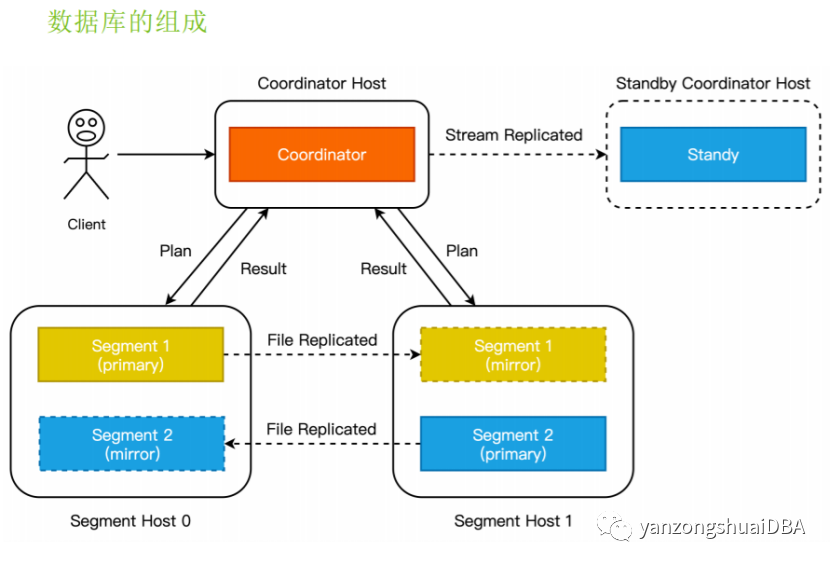 数据库的组成
Coordinator Host
Standby Coordinator Host
Coordinator
Stream Replicated
Standy
Client
Plan
Result
Result
Plan
Segment 1
(primary)
File Replicated
Segment 1
(mirror)
Segment 2
(mirror)
File Replicated
Segment 2
(primary)
Segment Host 0
Segment Host 1
yanzongshuaiDBA